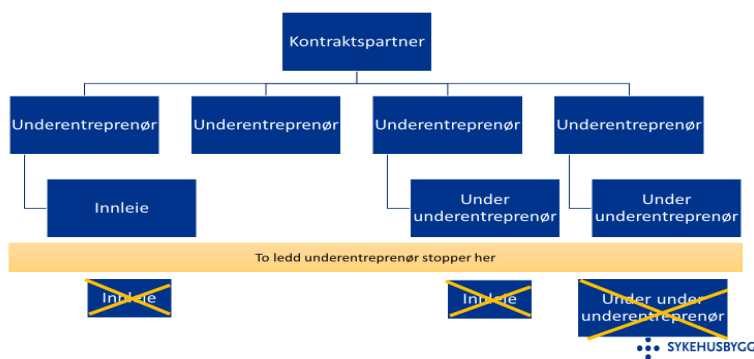 Kontraktspartner
Underentreprenør
Underentreprenør
Underentreprenør
Underentreprenør
Innleie
Under
underentreprenør
Under
underentreprenør
To ledd underentreprenør stopper her
Innleie
Innleie
Under under
underentreprenør
SYKEHUSBYGG